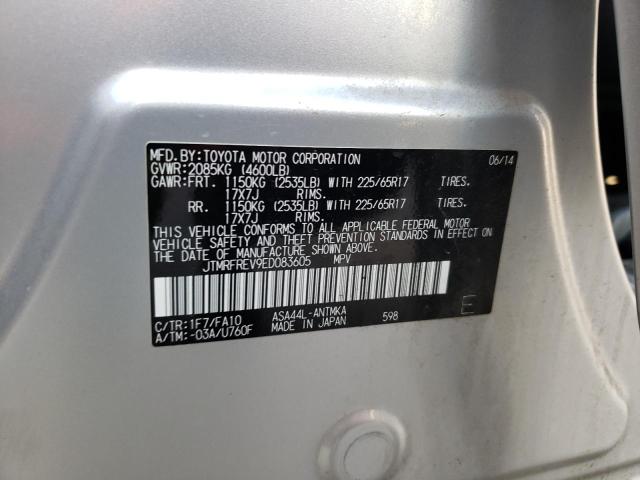 MFD.BY:TOYOTA MOTOR CORPORATION 06/14
GVWR:2085KG (4600LB)
GAWR:FRT. 1150KG (2535LB) WITH 225/65R17 TIRES.
17X7J RIMS.
RR. 1150KG (2535LB) WITH 225/65R17 TIRES.
17X7J RIMS.
THIS VEHICLE CONFORMS TO ALL APPLICABLE FEDERAL MOTOR
VEHICLE SAFETY AND THEFT PREVENTION STANDARDS IN EFFECT ON
THE DATE OF MANUFACTURE SHOWN ABOVE.
JTMRFREV9ED083605 MPV
C/TR:1F7/FA10 ASA44L-ANTMKA
A/TM:-03A/U760F MADE IN JAPAN 598 E